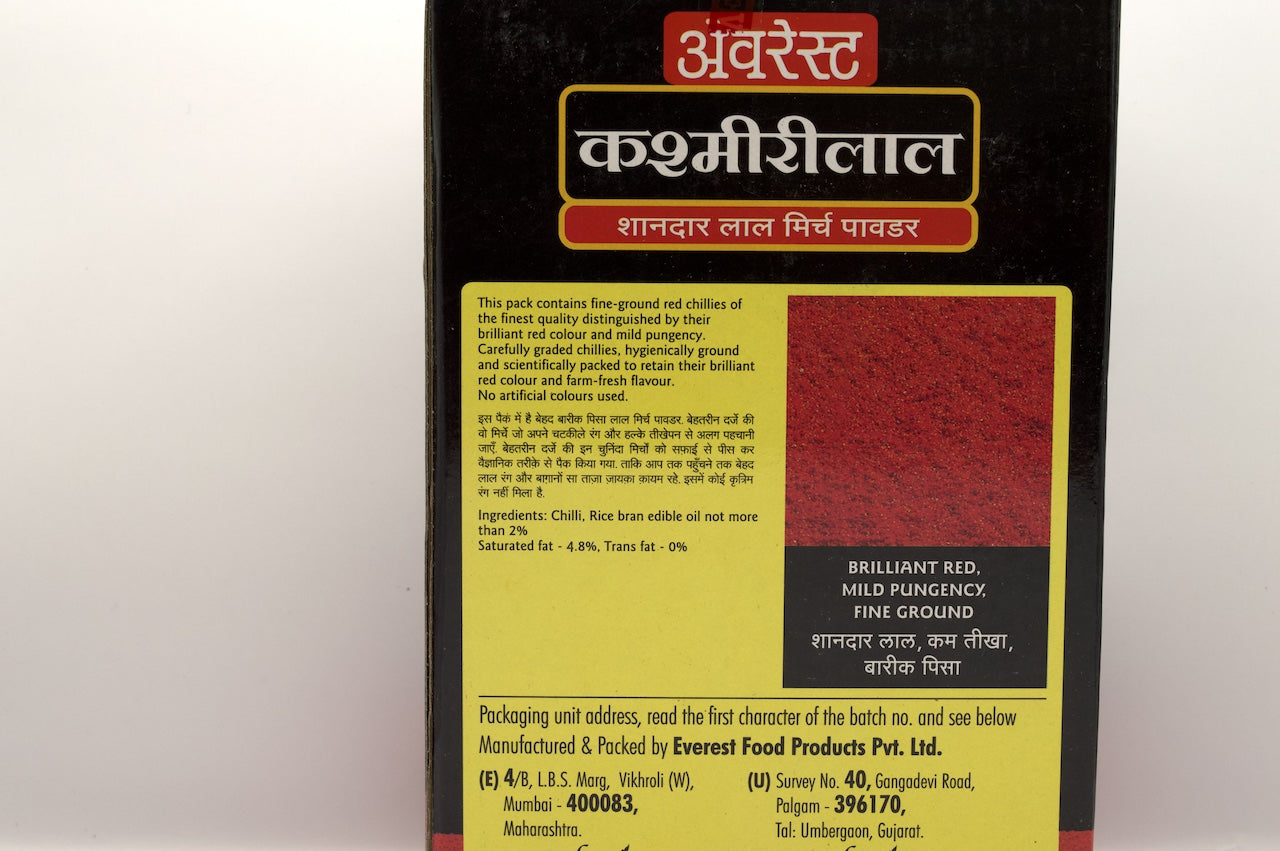 अेवरेस्ट
कश्मीरीलाल
शानदार लाल मिर्च पावडर
This pack contains fine-ground red chillies of
the finest quality distinguished by their
brilliant red colour and mild pungency.
Carefully graded chillies, hygienically ground
and scientifically packed to retain their brilliant
red colour and farm-fresh flavour.
No artificial colours used.
इस पैक में है बेहद बारीक पिसा लाल मिर्च पावडर. बेहतरीन दर्जे की
वो मिर्चें जो अपने चटकीले रंग और हल्के तीखेपन से अलग पहचानी
जाएँ. बेहतरीन दर्जे की इन चुनिंदा मिर्चों को सफ़ाई से पीस कर
वैज्ञानिक तरीक़े से पैक किया गया. ताकि आप तक पहुँचने तक बेहद
लाल रंग और बाग़ानों सा ताज़ा ज़ायक़ा क़ायम रहे. इसमें कोई कृत्रिम
रंग नहीं मिला है.
Ingredients: Chilli, Rice bran edible oil not more
than 2%
Saturated fat - 4.8%, Trans fat - 0%
BRILLIANT RED,
MILD PUNGENCY,
FINE GROUND
शानदार लाल, कम तीखा,
बारीक पिसा
Packaging unit address, read the first character of the batch no. and see below
Manufactured & Packed by Everest Food Products Pvt. Ltd.
(E) 4/B, L.B.S. Marg, Vikhroli (W),
Mumbai - 400083,
Maharashtra.
(U) Survey No. 40, Gangadevi Road,
Palgam - 396170,
Tal: Umbergaon, Gujarat.